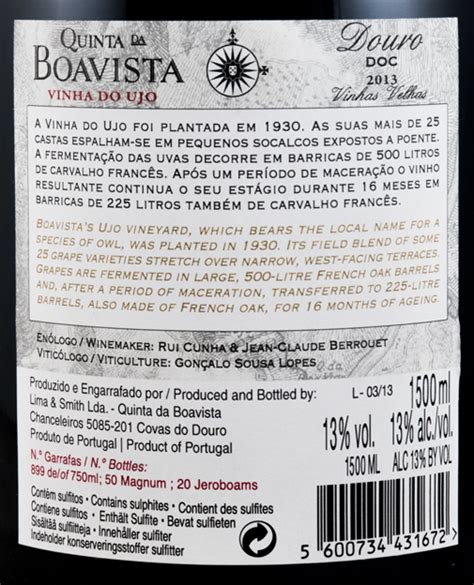 QUINTA DA
BOAVISTA
VINHA DO UJO
Douro
DOC
2013
Vinhas Velhas
A VINHA DO UJO FOI PLANTADA EM 1930. AS SUAS MAIS DE 25
CASTAS ESPALHAM-SE EM PEQUENOS SOCALCOS EXPOSTOS A POENTE.
A FERMENTAÇÃO DAS UVAS DECORRE EM BARRICAS DE 500 LITROS
DE CARVALHO FRANCÊS. APÓS UM PERÍODO DE MACERAÇÃO O VINHO
RESULTANTE CONTINUA O SEU ESTÁGIO DURANTE 16 MESES EM
BARRICAS DE 225 LITROS TAMBÉM DE CARVALHO FRANCÊS.
BOAVISTA'S UJO VINEYARD, WHICH BEARS THE LOCAL NAME FOR A
SPECIES OF OWL, WAS PLANTED IN 1930. ITS FIELD BLEND OF SOME
25 GRAPE VARIETIES STRETCH OVER NARROW, WEST-FACING TERRACES.
GRAPES ARE FERMENTED IN LARGE, 500-LITRE FRENCH OAK BARRELS
AND, AFTER A PERIOD OF MACERATION, TRANSFERRED TO 225-LITRE
BARRELS, ALSO MADE OF FRENCH OAK, FOR 16 MONTHS OF AGEING.
ENÓLOGO / WINEMAKER: RUI CUNHA & JEAN-CLAUDE BERROUET
VITICÓLOGO / VITICULTURE: GONÇALO SOUSA LOPES
Produzido e Engarrafado por / Produced and Bottled by:
Lima & Smith Lda. - Quinta da Boavista
Chanceleiros 5085-201 Covas do Douro
Produto de Portugal | Product of Portugal
N.º Garrafas / N.º Bottles:
899 de/of 750ml; 50 Magnum ; 20 Jeroboams
Contém sulfitos • Contains sulphites • Contient des sulfites
Contiene sulfitos • Enthält Sulfite • Bevat sulfiet
Sisältää sulfiitteja • Innehåller sulfiter
Indeholder konserveringsstoffet sulfitter
L - 03/13
13% vol.
1500 ML
1500ml
13% alc./vol
ALC 13% BY VOL
5 600734 431672